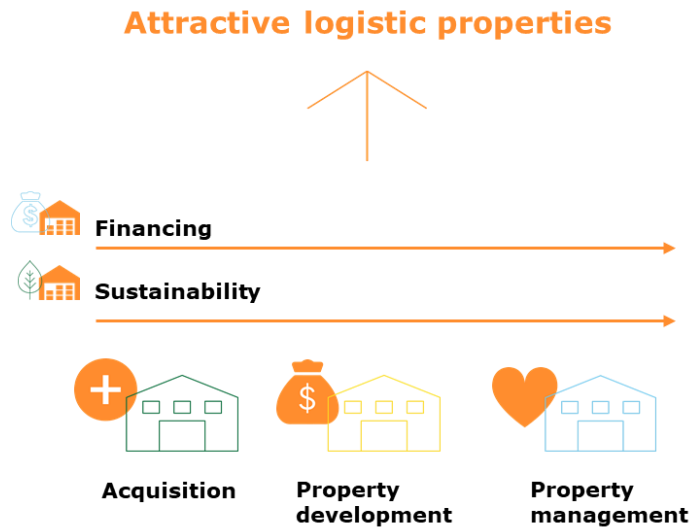 Attractive logistic properties
$
Financing
Sustainability
$
Acquisition
Property
development
Property
management